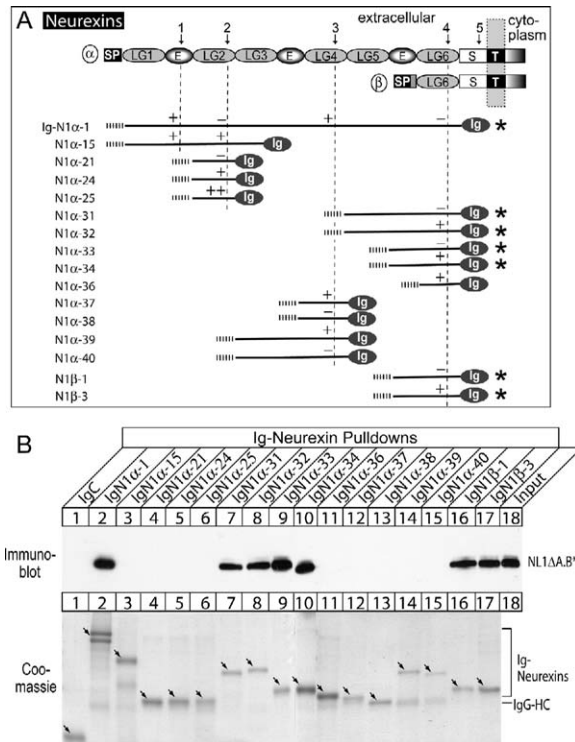 A Neurexins 1 2 3 extracellular 4 5 cyto-plasm
α SP LG1 E LG2 LG3 E LG4 LG5 E LG6 S T
β SP LG6 S T
Ig-N1α-1 + − + − Ig *
N1α-15 + + Ig
N1α-21 − Ig
N1α-24 + Ig
N1α-25 ++ Ig
N1α-31 − Ig *
N1α-32 + Ig *
N1α-33 − Ig *
N1α-34 + Ig *
N1α-36 + Ig
N1α-37 + Ig
N1α-38 − Ig
N1α-39 + Ig
N1α-40 − Ig
N1β-1 − Ig *
N1β-3 + Ig *
B
Ig-Neurexin Pulldowns
IgC IgN1α-1 IgN1α-15 IgN1α-21 IgN1α-24 IgN1α-25 IgN1α-31 IgN1α-32 IgN1α-33 IgN1α-34 IgN1α-36 IgN1α-37 IgN1α-38 IgN1α-39 IgN1α-40 IgN1β-1 IgN1β-3 Input
1 2 3 4 5 6 7 8 9 10 11 12 13 14 15 16 17 18
Immuno-blot
NL1ΔA.B*
1 2 3 4 5 6 7 8 9 10 11 12 13 14 15 16 17 18
Coo-massie
Ig-Neurexins
IgG-HC